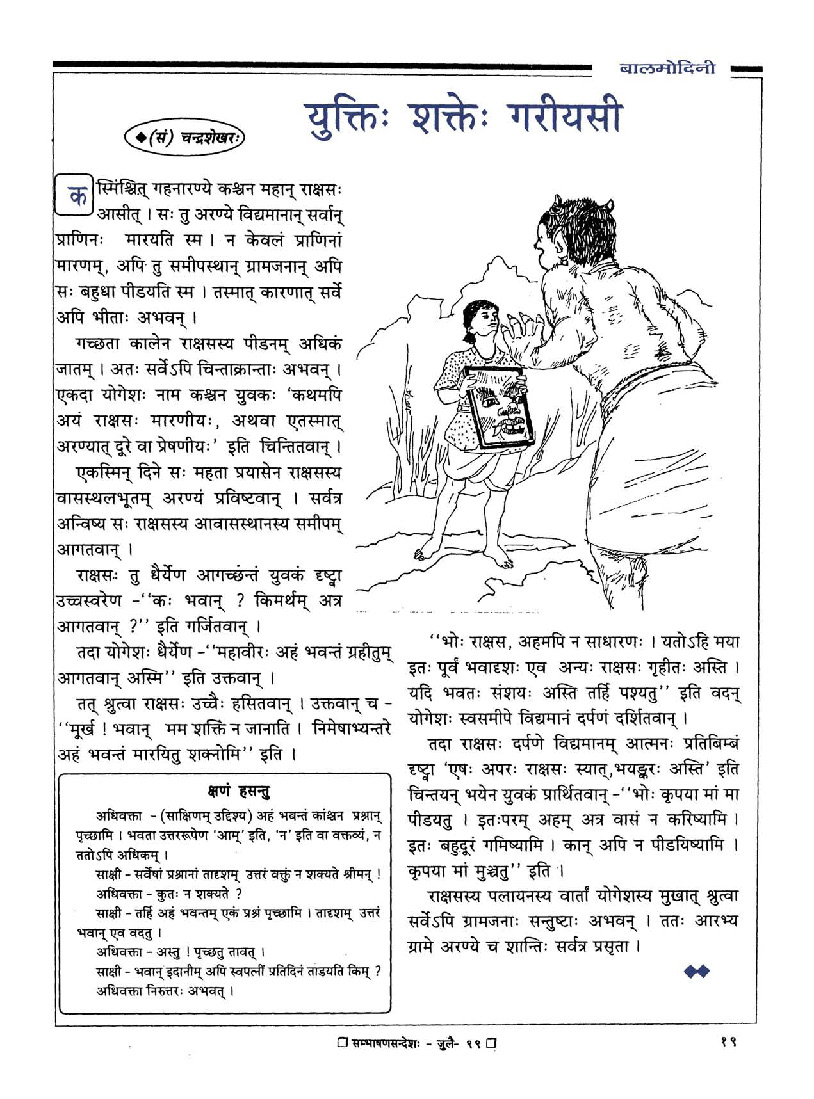 बालमोदिनी
युक्तिः शक्तेः गरीयसी
◆(सं) चन्द्रशेखरः
कस्मिंश्चित् गहनारण्ये कश्चन महान् राक्षसः
आसीत् । सः तु अरण्ये विद्यमानान् सर्वान्
प्राणिनः मारयति स्म । न केवलं प्राणिनां
मारणम्, अपि तु समीपस्थान् ग्रामजनान् अपि
सः बहुधा पीडयति स्म । तस्मात् कारणात् सर्वे
अपि भीताः अभवन् ।
गच्छता कालेन राक्षसस्य पीडनम् अधिकं
जातम् । अतः सर्वेऽपि चिन्ताक्रान्ताः अभवन् ।
एकदा योगेशः नाम कश्चन युवकः ‘कथमपि
अयं राक्षसः मारणीयः, अथवा एतस्मात्
अरण्यात् दूरे वा प्रेषणीयः’ इति चिन्तितवान् ।
एकस्मिन् दिने सः महता प्रयासेन राक्षसस्य
वासस्थलभूतम् अरण्यं प्रविष्टवान् । सर्वत्र
अन्विष्य सः राक्षसस्य आवासस्थानस्य समीपम्
आगतवान् ।
राक्षसः तु धैर्येण आगच्छन्तं युवकं दृष्ट्वा
उच्चस्वरेण -‘‘कः भवान् ? किमर्थम् अत्र
आगतवान् ?’’ इति गर्जितवान् ।
तदा योगेशः धैर्येण -‘‘महावीरः अहं भवन्तं ग्रहीतुम्
आगतवान् अस्मि’’ इति उक्तवान् ।
तत् श्रुत्वा राक्षसः उच्चैः हसितवान् । उक्तवान् च -
‘‘मूर्ख ! भवान् मम शक्तिं न जानाति । निमेषाभ्यन्तरे
अहं भवन्तं मारयितु शक्नोमि’’ इति ।
क्षणं हसन्तु
अधिवक्ता - (साक्षिणम् उद्दिश्य) अहं भवन्तं कांश्चन प्रश्नान्
पृच्छामि । भवता उत्तररूपेण ‘आम्’ इति, ‘न’ इति वा वक्तव्यं, न
ततोऽपि अधिकम् ।
साक्षी - सर्वेषां प्रश्नानां तादृशम् उत्तरं वक्तुं न शक्यते श्रीमन् !
अधिवक्ता - कुतः न शक्यते ?
साक्षी - तर्हि अहं भवन्तम् एकं प्रश्नं पृच्छामि । तादृशम् उत्तरं
भवान् एव वदतु ।
अधिवक्ता - अस्तु ! पृच्छतु तावत् ।
साक्षी - भवान् इदानीम् अपि स्वपत्नीं प्रतिदिनं ताडयति किम् ?
अधिवक्ता निरुत्तरः अभवत् ।
‘‘भोः राक्षस, अहमपि न साधारणः । यतोऽहि मया
इतः पूर्वं भवादृशः एव अन्यः राक्षसः गृहीतः अस्ति ।
यदि भवतः संशयः अस्ति तर्हि पश्यतु’’ इति वदन्
योगेशः स्वसमीपे विद्यमानं दर्पणं दर्शितवान् ।
तदा राक्षसः दर्पणे विद्यमानम् आत्मनः प्रतिबिम्बं
दृष्ट्वा ‘एषः अपरः राक्षसः स्यात्,भयङ्करः अस्ति’ इति
चिन्तयन् भयेन युवकं प्रार्थितवान् -‘‘भोः कृपया मां मा
पीडयतु । इतःपरम् अहम् अत्र वासं न करिष्यामि ।
इतः बहुदूरं गमिष्यामि । कान् अपि न पीडयिष्यामि ।
कृपया मां मुञ्चतु’’ इति ।
राक्षसस्य पलायनस्य वार्तां योगेशस्य मुखात् श्रुत्वा
सर्वेऽपि ग्रामजनाः सन्तुष्टाः अभवन् । ततः आरभ्य
ग्रामे अरण्ये च शान्तिः सर्वत्र प्रसृता ।
❐ सम्भाषणसन्देशः - जुलै- ११ ❐
१९